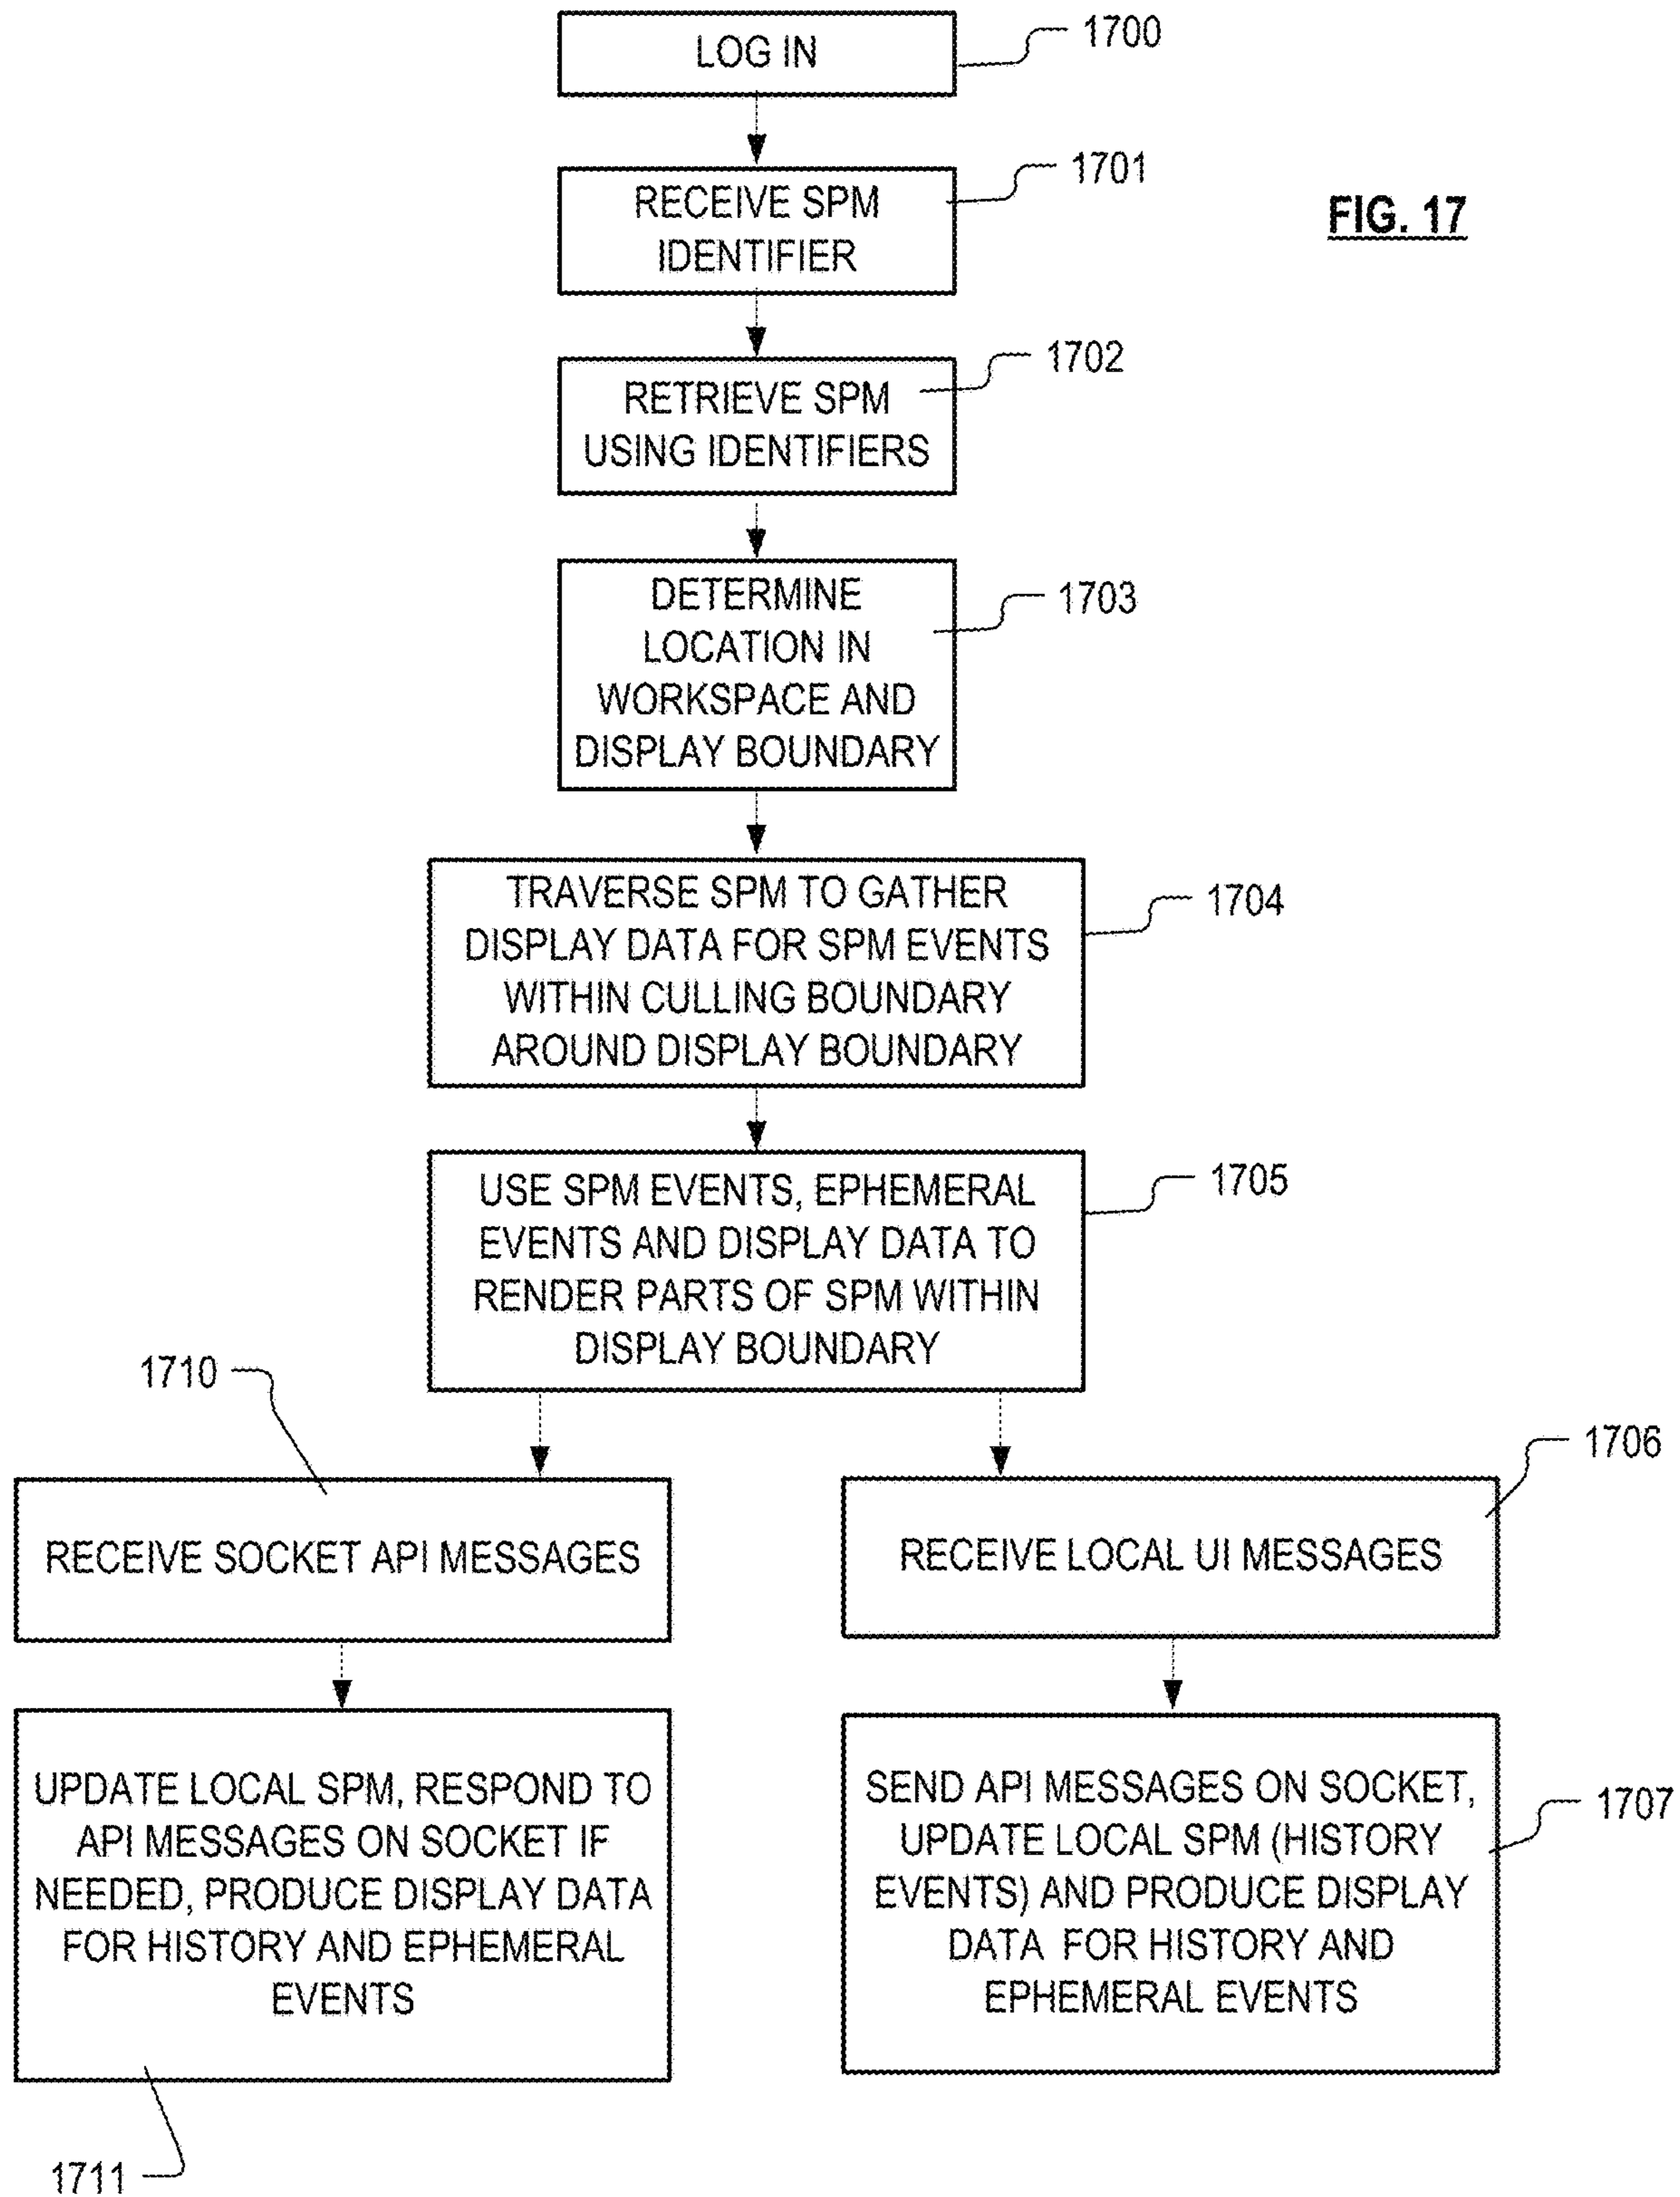 LOG IN
1700
RECEIVE SPM
IDENTIFIER
1701
FIG. 17
RETRIEVE SPM
USING IDENTIFIERS
1702
DETERMINE
LOCATION IN
WORKSPACE AND
DISPLAY BOUNDARY
1703
TRAVERSE SPM TO GATHER
DISPLAY DATA FOR SPM EVENTS
WITHIN CULLING BOUNDARY
AROUND DISPLAY BOUNDARY
1704
USE SPM EVENTS, EPHEMERAL
EVENTS AND DISPLAY DATA TO
RENDER PARTS OF SPM WITHIN
DISPLAY BOUNDARY
1705
1710
RECEIVE SOCKET API MESSAGES
1706
RECEIVE LOCAL UI MESSAGES
UPDATE LOCAL SPM, RESPOND TO
API MESSAGES ON SOCKET IF
NEEDED, PRODUCE DISPLAY DATA
FOR HISTORY AND EPHEMERAL
EVENTS
1711
SEND API MESSAGES ON SOCKET,
UPDATE LOCAL SPM (HISTORY
EVENTS) AND PRODUCE DISPLAY
DATA FOR HISTORY AND
EPHEMERAL EVENTS
1707